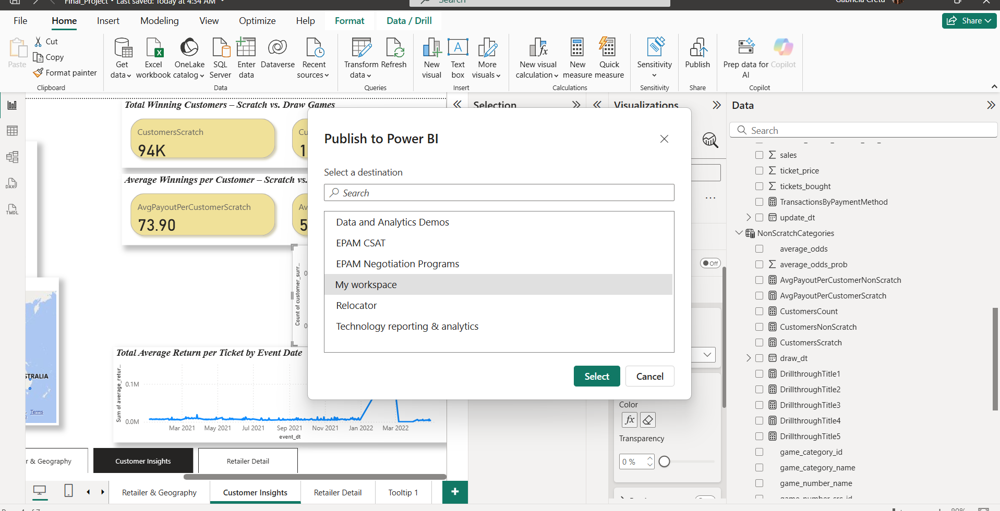 Final_Project • Last saved: Today at 4:34 AM
Search
Gabriela Cretu
File
Home
Insert
Modeling
View
Optimize
Help
Format
Data / Drill
Share
Paste
Cut
Copy
Format painter
Clipboard
Get data
Excel workbook
OneLake catalog
SQL Server
Enter data
Dataverse
Recent sources
Data
Transform data
Refresh
Queries
New visual
Text box
More visuals
Insert
New visual calculation
New measure
Quick measure
Calculations
Sensitivity
Sensitivity
Publish
Share
Prep data for AI
Copilot
Copilot
DAX
TMDL
Total Winning Customers – Scratch vs. Draw Games
CustomersScratch
94K
Cu
1
Average Winnings per Customer – Scratch vs.
AvgPayoutPerCustomerScratch
73.90
Av
5
Count of customer_surr...
0
0
STRALIA
Terms
Total Average Return per Ticket by Event Date
Sum of average_retur...
0.1M
0.0M
Mar 2021
May 2021
Jul 2021
Sep 2021
Nov 2021
Jan 2022
Mar 2022
event_dt
r & Geography
Customer Insights
Retailer Detail
Retailer & Geography
Customer Insights
Retailer Detail
Tooltip 1
Selection
Visualizations
Off
Color
fx
Transparency
0 %
Publish to Power BI
Select a destination
Search
Data and Analytics Demos
EPAM CSAT
EPAM Negotiation Programs
My workspace
Relocator
Technology reporting & analytics
Select
Cancel
Data
Search
sales
ticket_price
tickets_bought
TransactionsByPaymentMethod
update_dt
NonScratchCategories
average_odds
average_odds_prob
AvgPayoutPerCustomerNonScratch
AvgPayoutPerCustomerScratch
CustomersCount
CustomersNonScratch
CustomersScratch
draw_dt
DrillthroughTitle1
DrillthroughTitle2
DrillthroughTitle3
DrillthroughTitle4
DrillthroughTitle5
game_category_id
game_category_name
game_number_name
80%